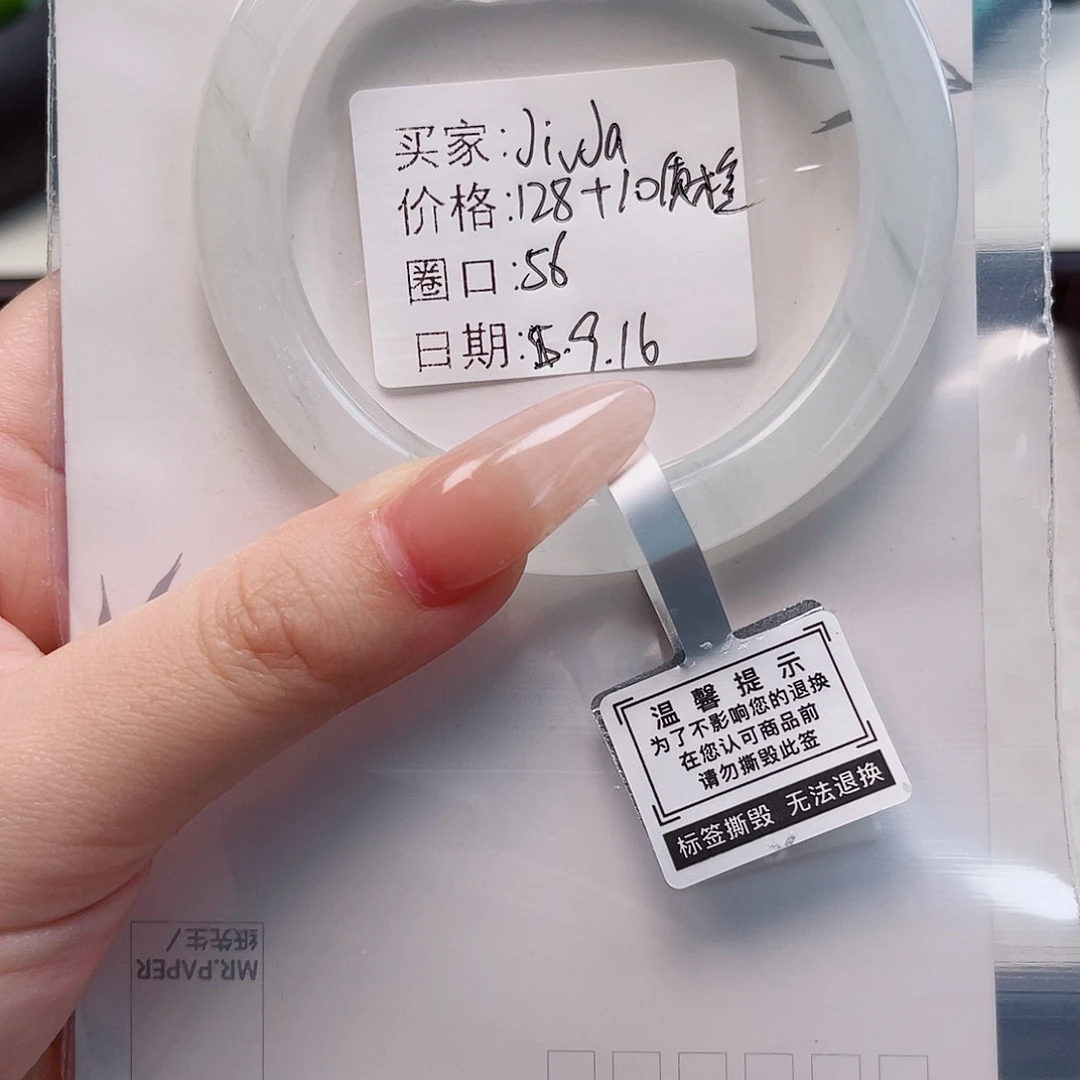 买家:JiWa
价格:128+10质检
圈口:56
日期:9.16
温馨提示
为了不影响您的退换
在您认可商品前
请勿撕毁此签
标签撕毁 无法退换
纸先生/
MR.PAPER